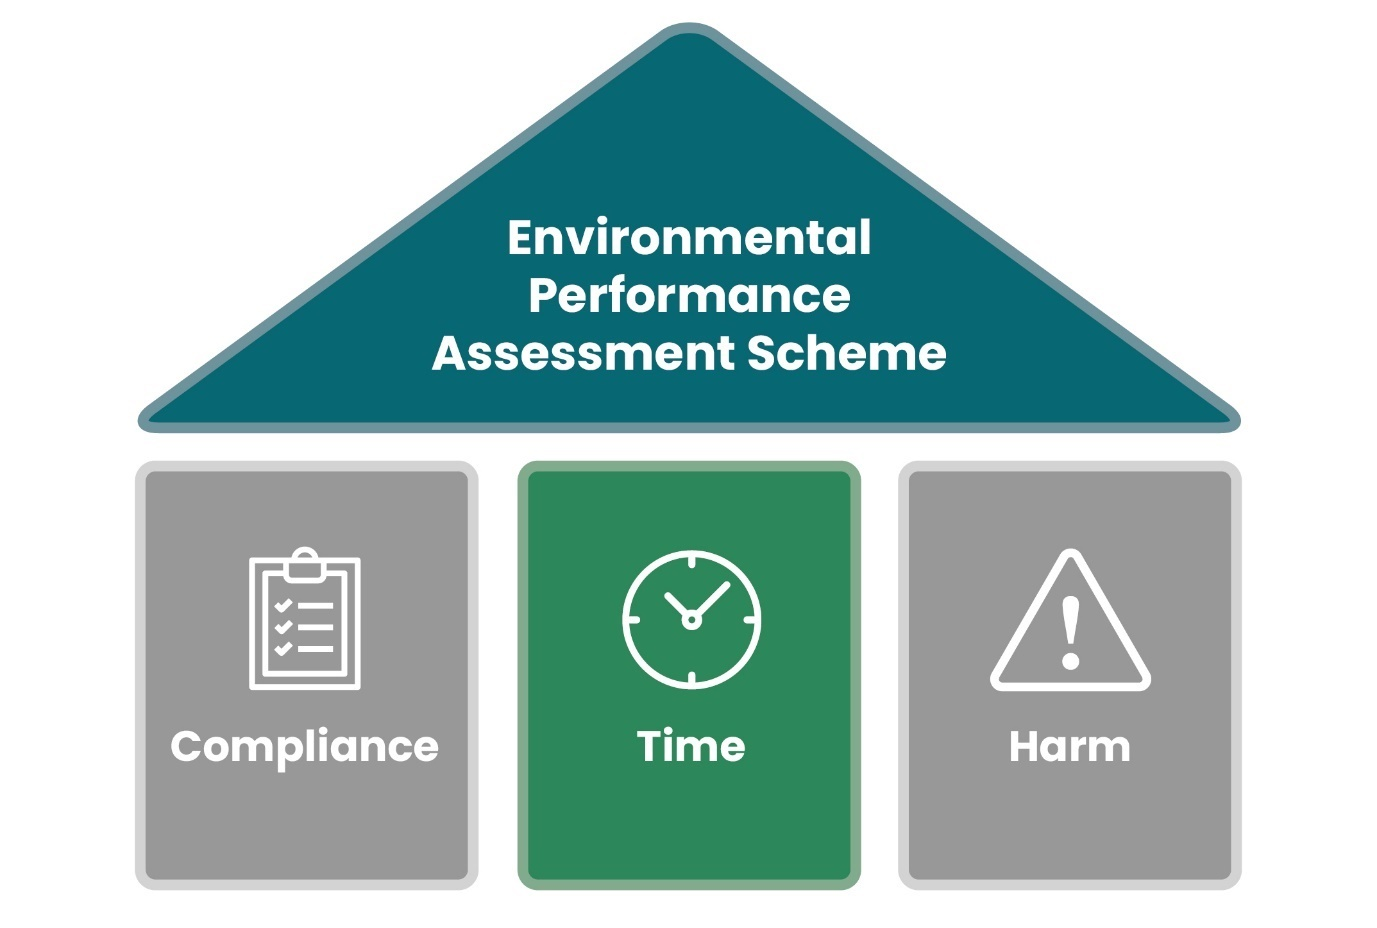 Environmental
Performance
Assessment Scheme
Compliance
Time
Harm